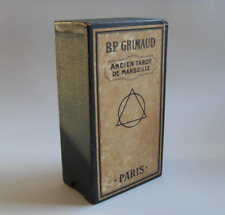 B.P. GRIMAUD
ANCIEN TAROT
DE MARSEILLE
· PARIS ·